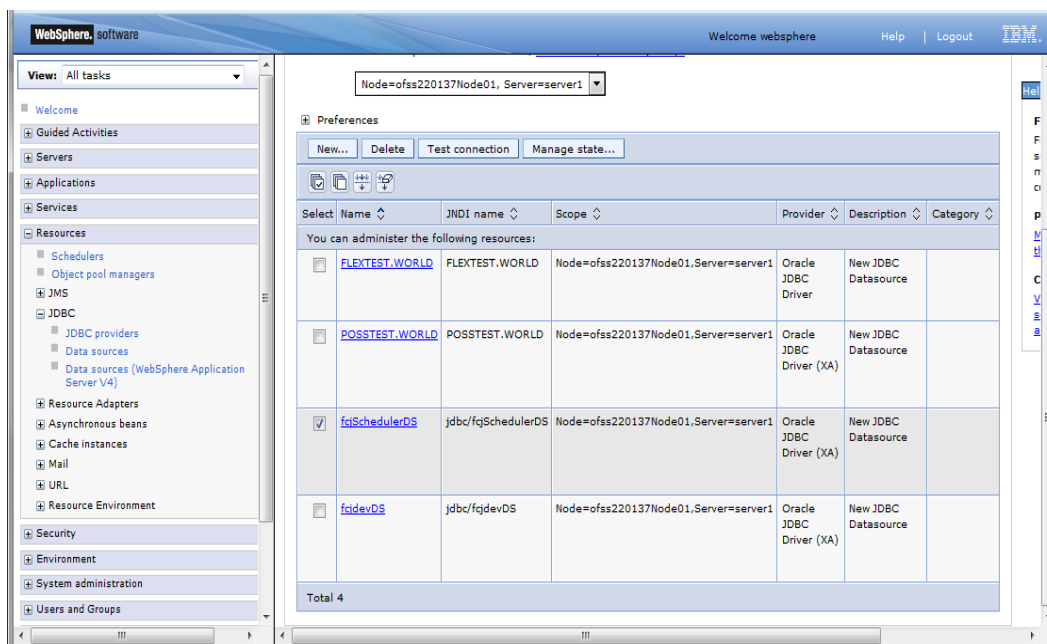 WebSphere. software
Welcome websphere Help | Logout IBM.
View: All tasks
Welcome
Guided Activities
Servers
Applications
Services
Resources
Schedulers
Object pool managers
JMS
JDBC
JDBC providers
Data sources
Data sources (WebSphere Application
Server V4)
Resource Adapters
Asynchronous beans
Cache instances
Mail
URL
Resource Environment
Security
Environment
System administration
Users and Groups
Node=ofss220137Node01, Server=server1
Preferences
New... Delete Test connection Manage state...
Select Name JNDI name Scope Provider Description Category
You can administer the following resources:
FLEXTEST.WORLD FLEXTEST.WORLD Node=ofss220137Node01,Server=server1 Oracle New JDBC
JDBC Datasource
Driver
POSSTEST.WORLD POSSTEST.WORLD Node=ofss220137Node01,Server=server1 Oracle New JDBC
JDBC Datasource
Driver (XA)
fcjSchedulerDS jdbc/fcjSchedulerDS Node=ofss220137Node01,Server=server1 Oracle New JDBC
JDBC Datasource
Driver (XA)
fcjdevDS jdbc/fcjdevDS Node=ofss220137Node01,Server=server1 Oracle New JDBC
JDBC Datasource
Driver (XA)
Total 4